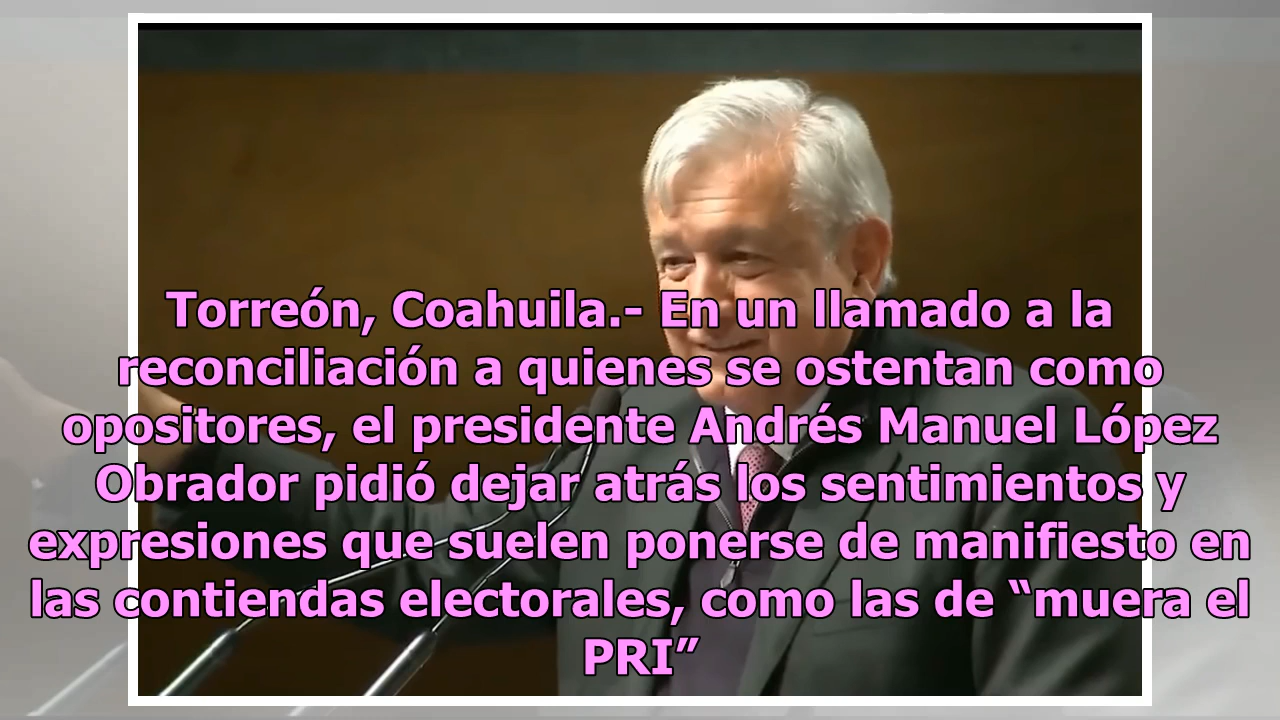 Torreón, Coahuila.- En un llamado a la
reconciliación a quienes se ostentan como
opositores, el presidente Andrés Manuel López
Obrador pidió dejar atrás los sentimientos y
expresiones que suelen ponerse de manifiesto en
las contiendas electorales, como las de “muera el
PRI”